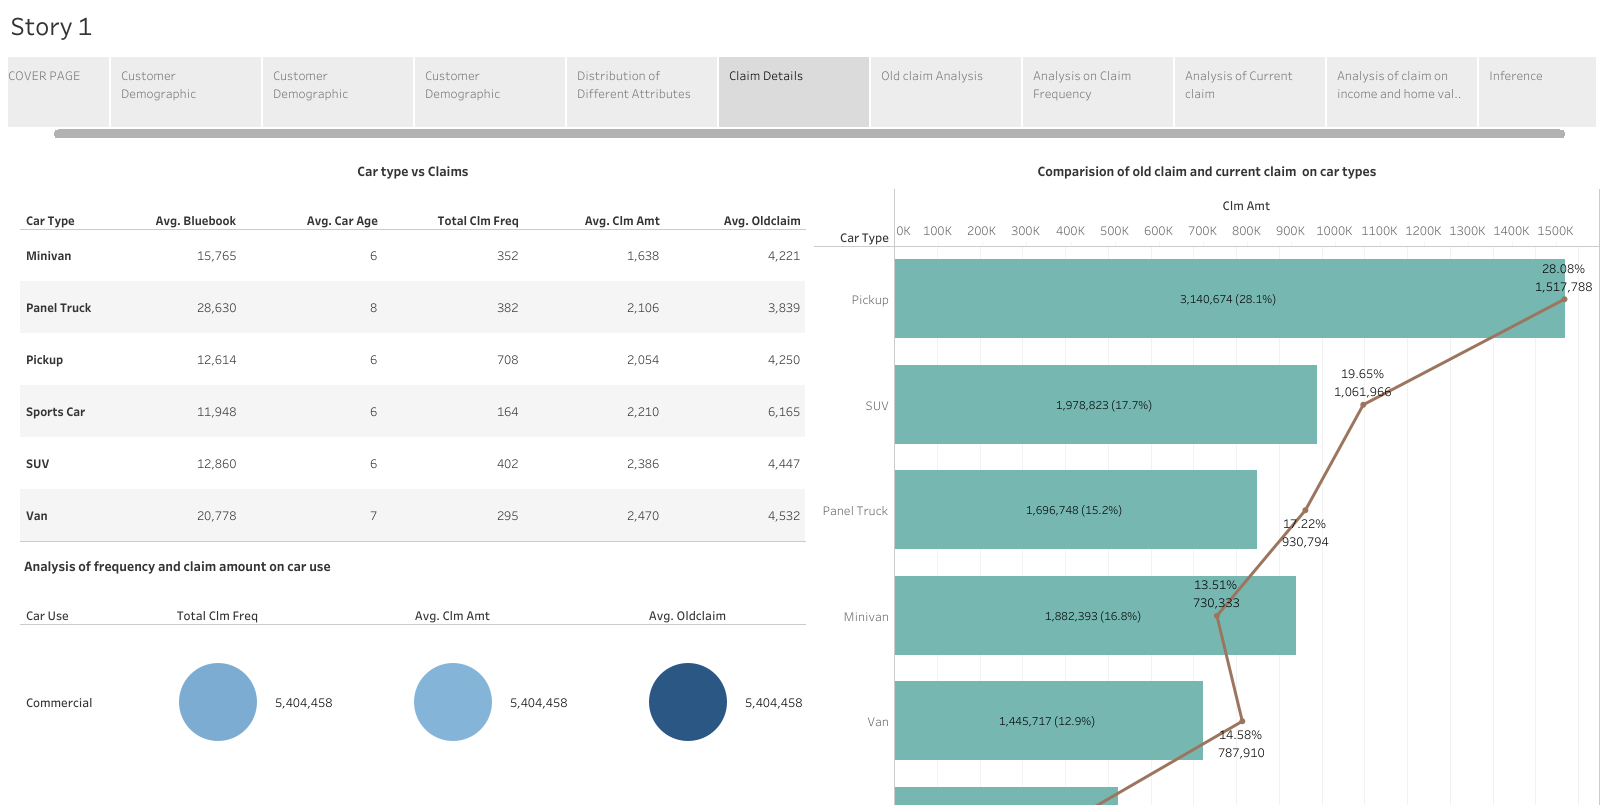 Story 1
COVER PAGE
Customer
Demographic
Customer
Demographic
Customer
Demographic
Distribution of
Different Attributes
Claim Details
Old claim Analysis
Analysis on Claim
Frequency
Analysis of Current
claim
Analysis of claim on
income and home val..
Inference
Car type vs Claims
Car Type Avg. Bluebook Avg. Car Age Total Clm Freq Avg. Clm Amt Avg. Oldclaim
Minivan 15,765 6 352 1,638 4,221
Panel Truck 28,630 8 382 2,106 3,839
Pickup 12,614 6 708 2,054 4,250
Sports Car 11,948 6 164 2,210 6,165
SUV 12,860 6 402 2,386 4,447
Van 20,778 7 295 2,470 4,532
Analysis of frequency and claim amount on car use
Car Use Total Clm Freq Avg. Clm Amt Avg. Oldclaim
Commercial 5,404,458 5,404,458 5,404,458
Comparision of old claim and current claim on car types
Clm Amt
Car Type 0K 100K 200K 300K 400K 500K 600K 700K 800K 900K 1000K 1100K 1200K 1300K 1400K 1500K
28.08%
1,517,788
Pickup 3,140,674 (28.1%)
19.65%
1,061,966
SUV 1,978,823 (17.7%)
Panel Truck 1,696,748 (15.2%)
17.22%
930,794
13.51%
730,333
Minivan 1,882,393 (16.8%)
Van 1,445,717 (12.9%)
14.58%
787,910